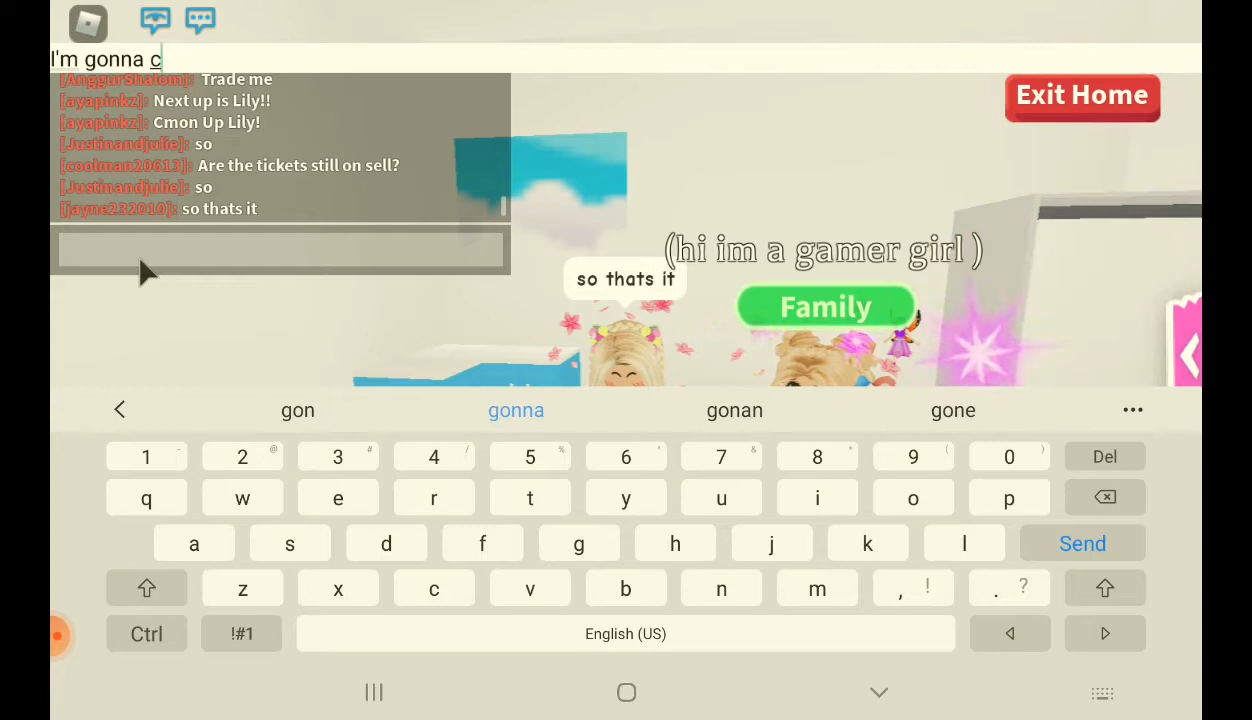 I'm gonna c
[AnggurShalom]: Trade me
[ayapinkz]: Next up is Lily!!
[ayapinkz]: Cmon Up Lily!
[Justinandjulie]: so
[coolman20613]: Are the tickets still on sell?
[Justinandjulie]: so
[jayne232010]: so thats it
Exit Home
(hi im a gamer girl )
so thats it
Family
gon gonna gonan gone
1 - 2 @ 3 # 4 / 5 % 6 ^ 7 & 8 * 9 ( 0 ) Del
q w e r t y u i o p
a s d f g h j k l Send
z x c v b n m , ! . ?
Ctrl !#1 English (US)